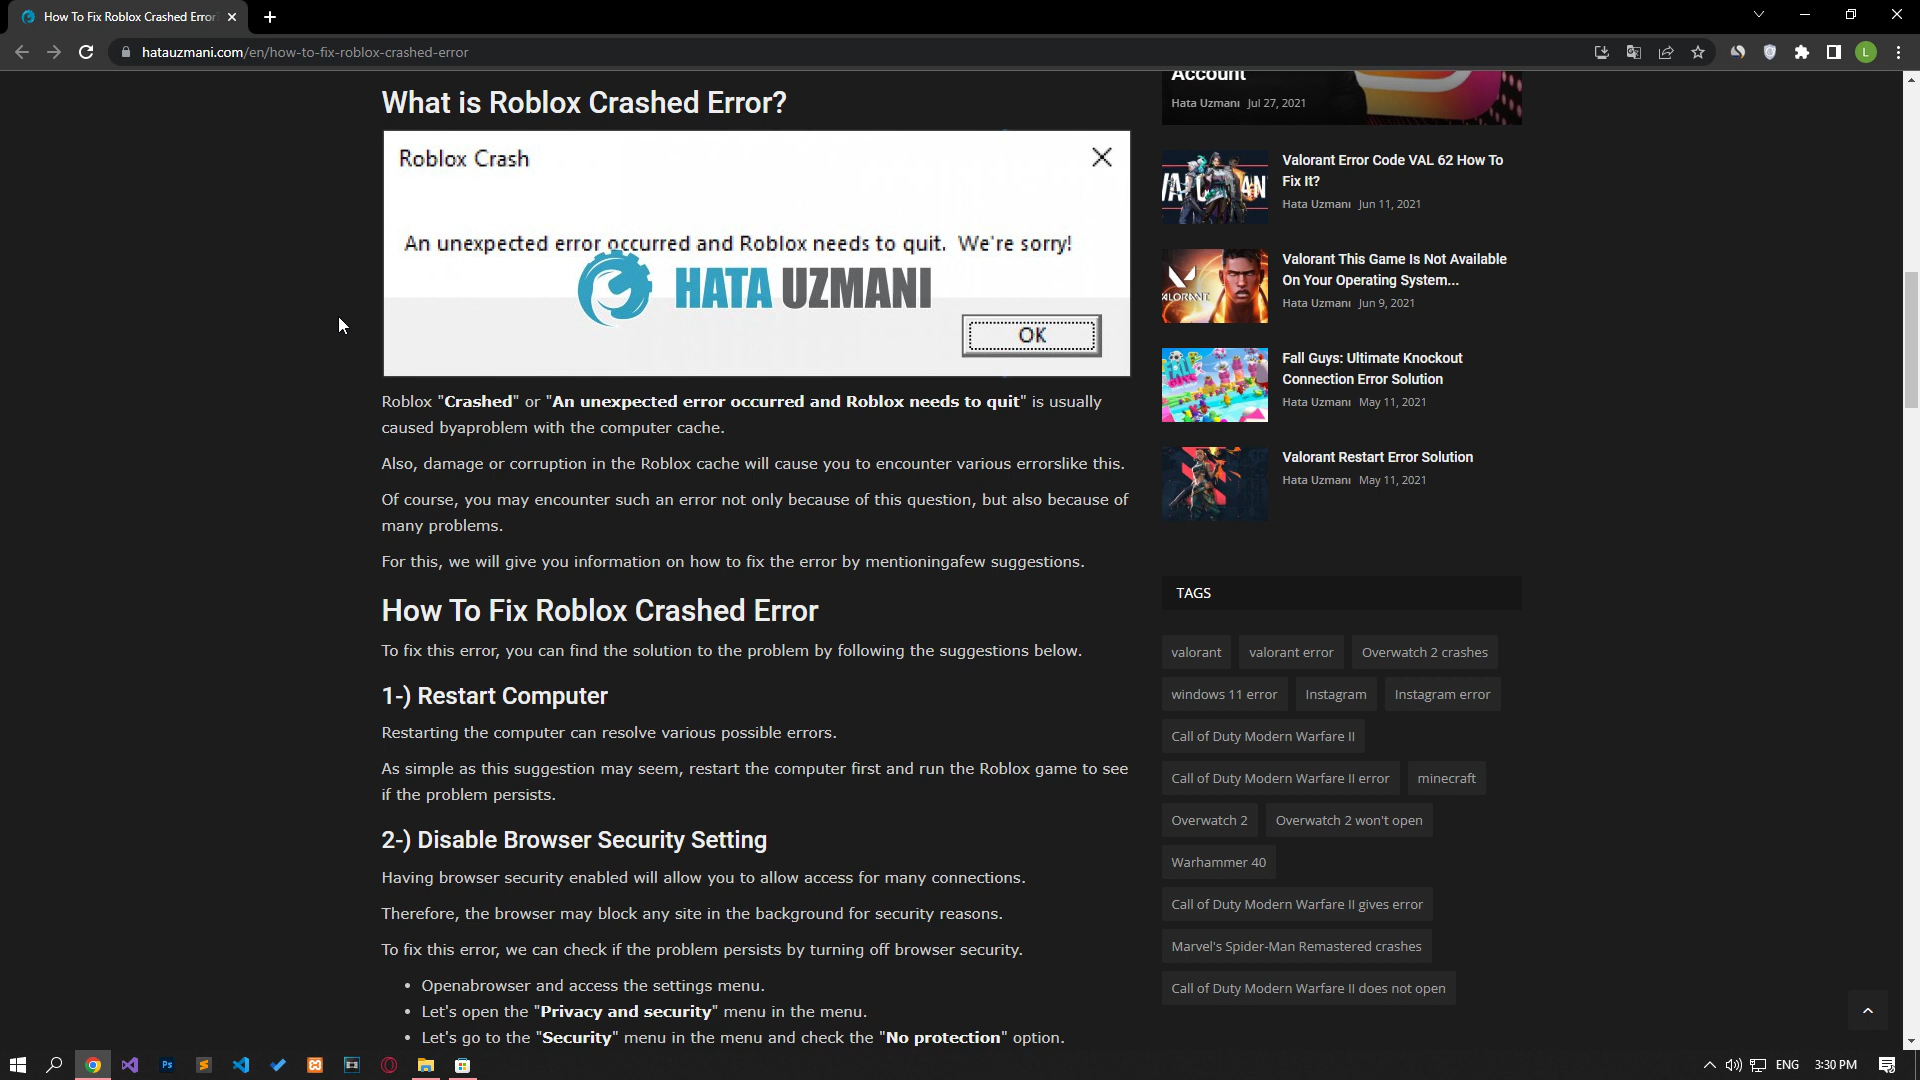 How To Fix Roblox Crashed Error
hatauzmani.com/en/how-to-fix-roblox-crashed-error
L
What is Roblox Crashed Error?
Roblox Crash
An unexpected error occurred and Roblox needs to quit. We're sorry!
HATA UZMANI
OK
Roblox "Crashed" or "An unexpected error occurred and Roblox needs to quit" is usually
caused byaproblem with the computer cache.
Also, damage or corruption in the Roblox cache will cause you to encounter various errorslike this.
Of course, you may encounter such an error not only because of this question, but also because of
many problems.
For this, we will give you information on how to fix the error by mentioningafew suggestions.
How To Fix Roblox Crashed Error
To fix this error, you can find the solution to the problem by following the suggestions below.
1-) Restart Computer
Restarting the computer can resolve various possible errors.
As simple as this suggestion may seem, restart the computer first and run the Roblox game to see
if the problem persists.
2-) Disable Browser Security Setting
Having browser security enabled will allow you to allow access for many connections.
Therefore, the browser may block any site in the background for security reasons.
To fix this error, we can check if the problem persists by turning off browser security.
• Openabrowser and access the settings menu.
• Let's open the "Privacy and security" menu in the menu.
• Let's go to the "Security" menu in the menu and check the "No protection" option.
Account
Hata Uzmanı Jul 27, 2021
Valorant Error Code VAL 62 How To
Fix It?
Hata Uzmanı Jun 11, 2021
VALORANT
Valorant This Game Is Not Available
On Your Operating System...
Hata Uzmanı Jun 9, 2021
Fall Guys: Ultimate Knockout
Connection Error Solution
Hata Uzmanı May 11, 2021
Valorant Restart Error Solution
Hata Uzmanı May 11, 2021
TAGS
valorant valorant error Overwatch 2 crashes
windows 11 error Instagram Instagram error
Call of Duty Modern Warfare II
Call of Duty Modern Warfare II error minecraft
Overwatch 2 Overwatch 2 won't open
Warhammer 40
Call of Duty Modern Warfare II gives error
Marvel's Spider-Man Remastered crashes
Call of Duty Modern Warfare II does not open
Ps
ENG 3:30 PM